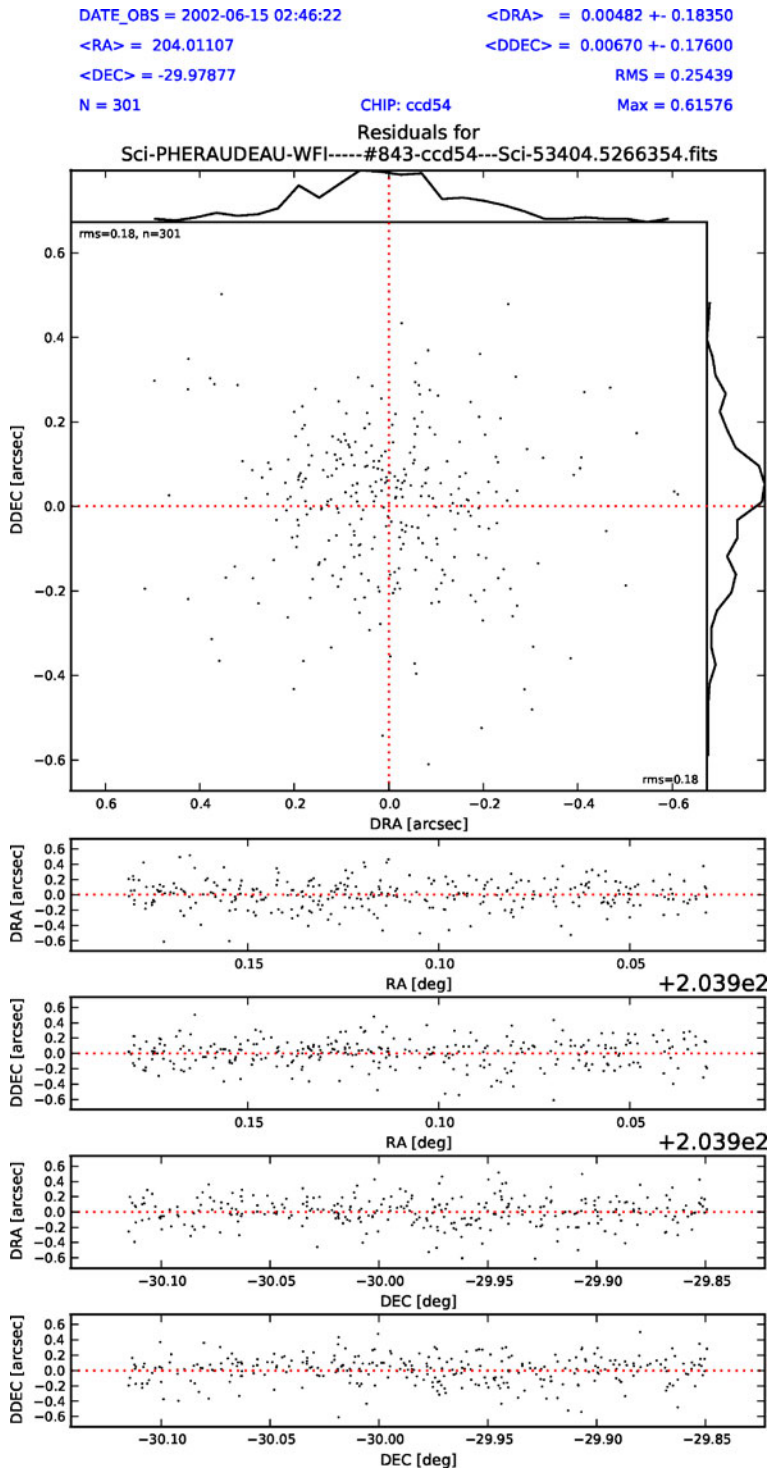 DATE_OBS = 2002-06-15 02:46:22 <DRA> = 0.00482 +- 0.18350
<RA> = 204.01107 <DDEC> = 0.00670 +- 0.17600
<DEC> = -29.97877 RMS = 0.25439
N = 301 CHIP: ccd54 Max = 0.61576
Residuals for
Sci-PHERAUDEAU-WFI-----#843-ccd54---Sci-53404.5266354.fits
rms=0.18, n=301
0.6
0.4
0.2
0.0
−0.2
−0.4
−0.6
DDEC [arcsec]
rms=0.18
0.6 0.4 0.2 0.0 −0.2 −0.4 −0.6
DRA [arcsec]
0.6
0.4
0.2
0.0
−0.2
−0.4
−0.6
DRA [arcsec]
0.15 0.10 0.05
RA [deg] +2.039e2
0.6
0.4
0.2
0.0
−0.2
−0.4
−0.6
DDEC [arcsec]
0.15 0.10 0.05
RA [deg] +2.039e2
0.6
0.4
0.2
0.0
−0.2
−0.4
−0.6
DRA [arcsec]
−30.10 −30.05 −30.00 −29.95 −29.90 −29.85
DEC [deg]
0.6
0.4
0.2
0.0
−0.2
−0.4
−0.6
DDEC [arcsec]
−30.10 −30.05 −30.00 −29.95 −29.90 −29.85
DEC [deg]